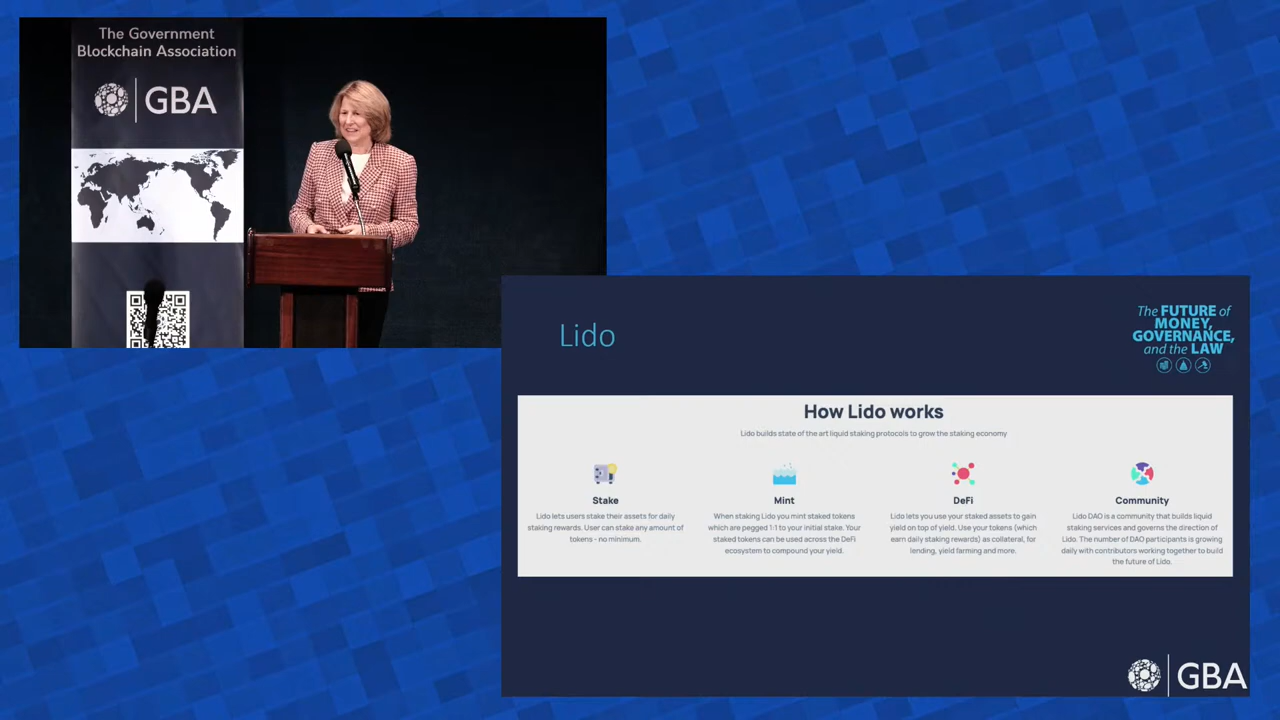 The Government
Blockchain Association
GBA
Lido
The FUTURE of
MONEY,
GOVERNANCE,
and the LAW
How Lido works
Lido builds state of the art liquid staking protocols to grow the staking economy
Stake
Lido lets users stake their assets for daily
staking rewards. User can stake any amount of
tokens - no minimum.
Mint
When staking Lido you mint staked tokens
which are pegged 1:1 to your initial stake. Your
staked tokens can be used across the DeFi
ecosystem to compound your yield.
DeFi
Lido lets you use your staked assets to gain
yield on top of yield. Use your tokens (which
earn daily staking rewards) as collateral, for
lending, yield farming and more.
Community
Lido DAO is a community that builds liquid
staking services and governs the direction of
Lido. The number of DAO participants is growing
daily with contributors working together to build
the future of Lido.
GBA